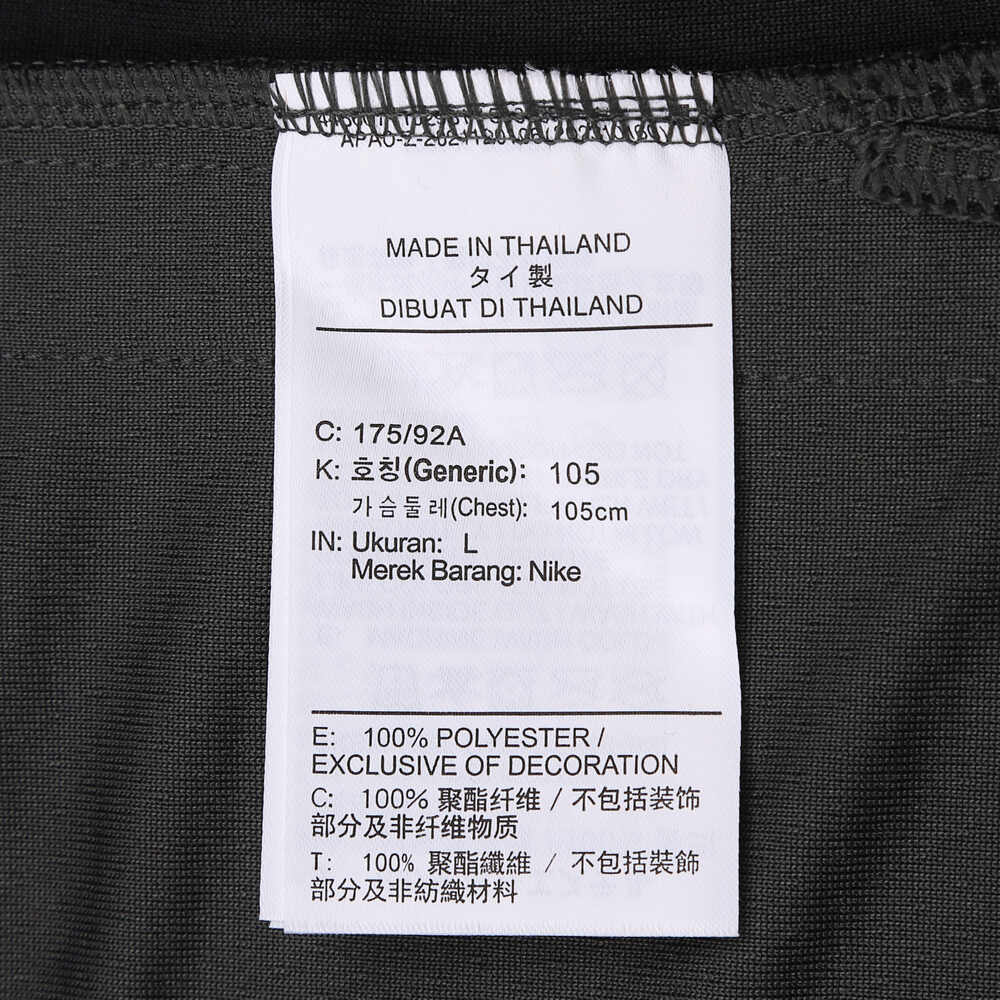 MADE IN THAILAND
タイ製
DIBUAT DI THAILAND
C: 175/92A
K: 호칭(Generic): 105
가슴둘레(Chest): 105cm
IN: Ukuran: L
Merek Barang: Nike
E: 100% POLYESTER /
EXCLUSIVE OF DECORATION
C: 100% 聚酯纤维 / 不包括装饰
部分及非纤维物质
T: 100% 聚酯纖維 / 不包括裝飾
部分及非紡織材料